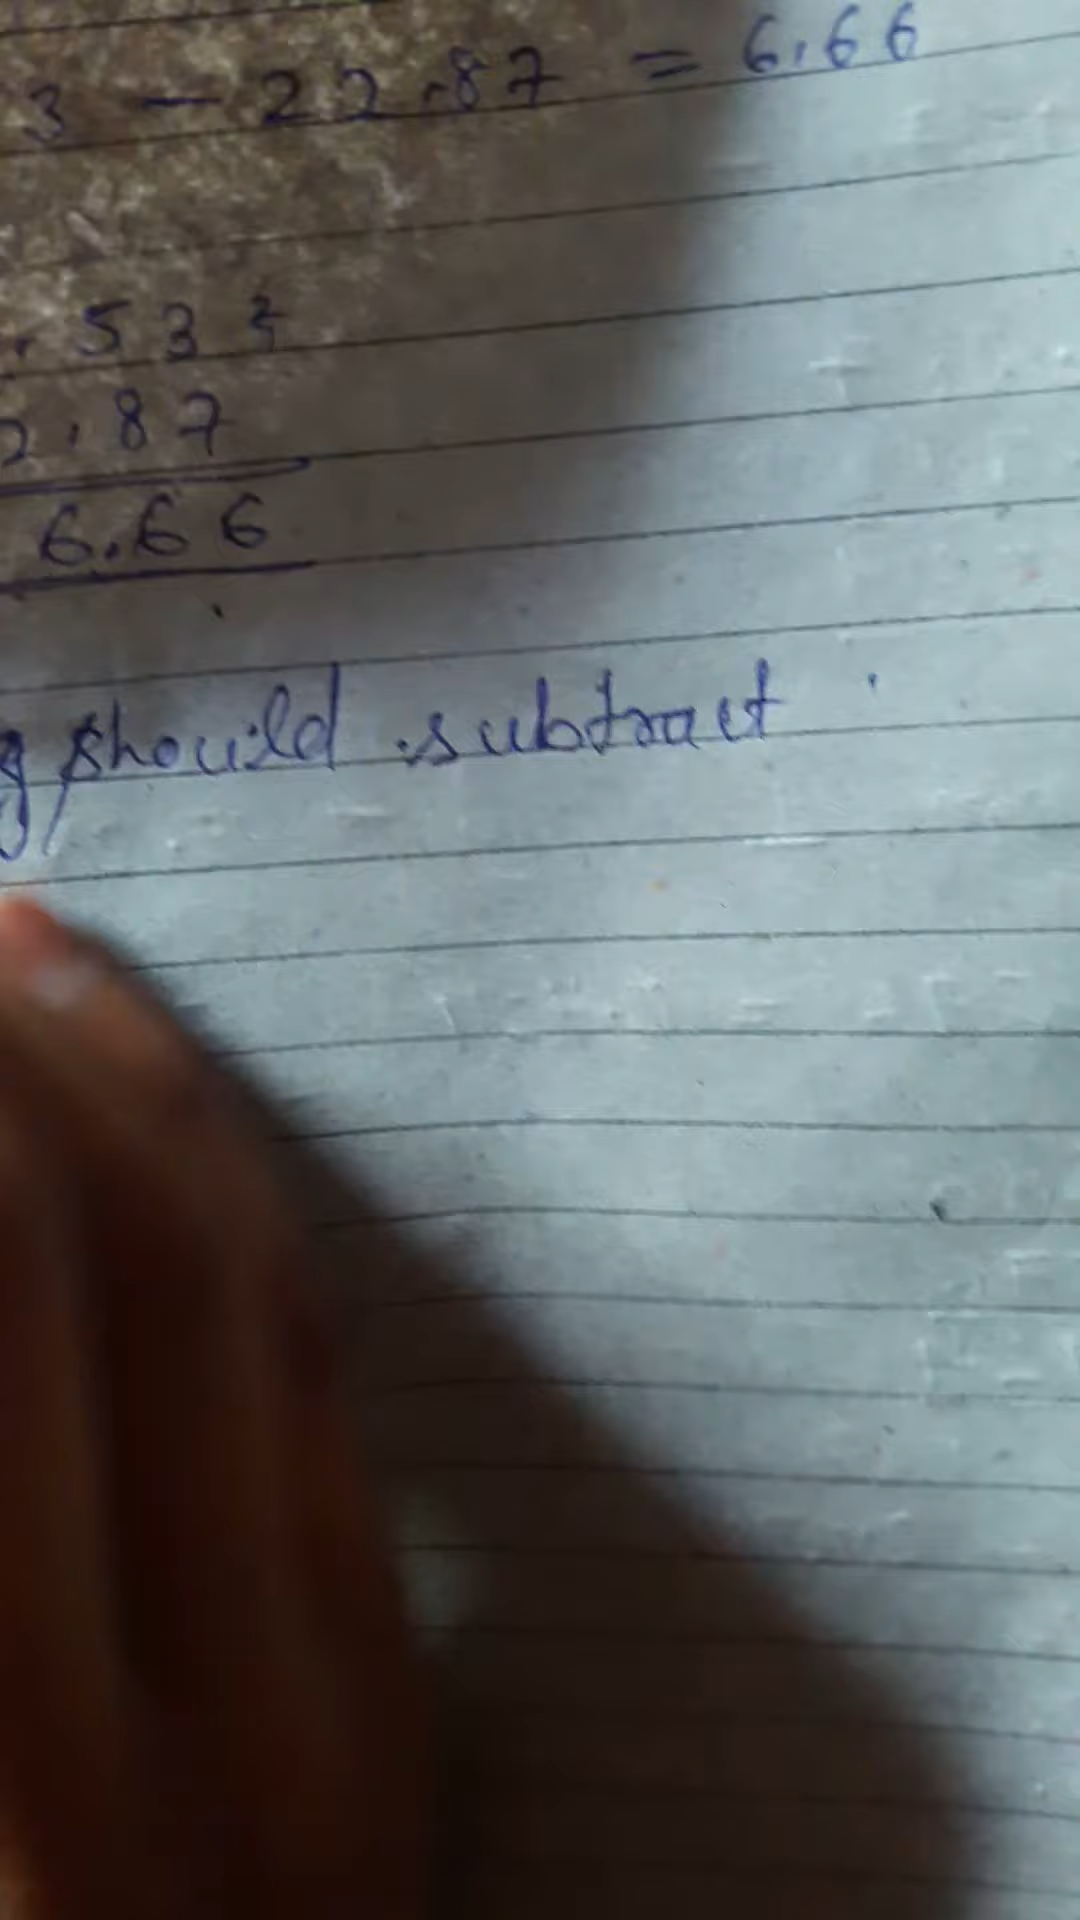 3 - 22.87 = 6.66
.53
2.87
6.66
should subtract